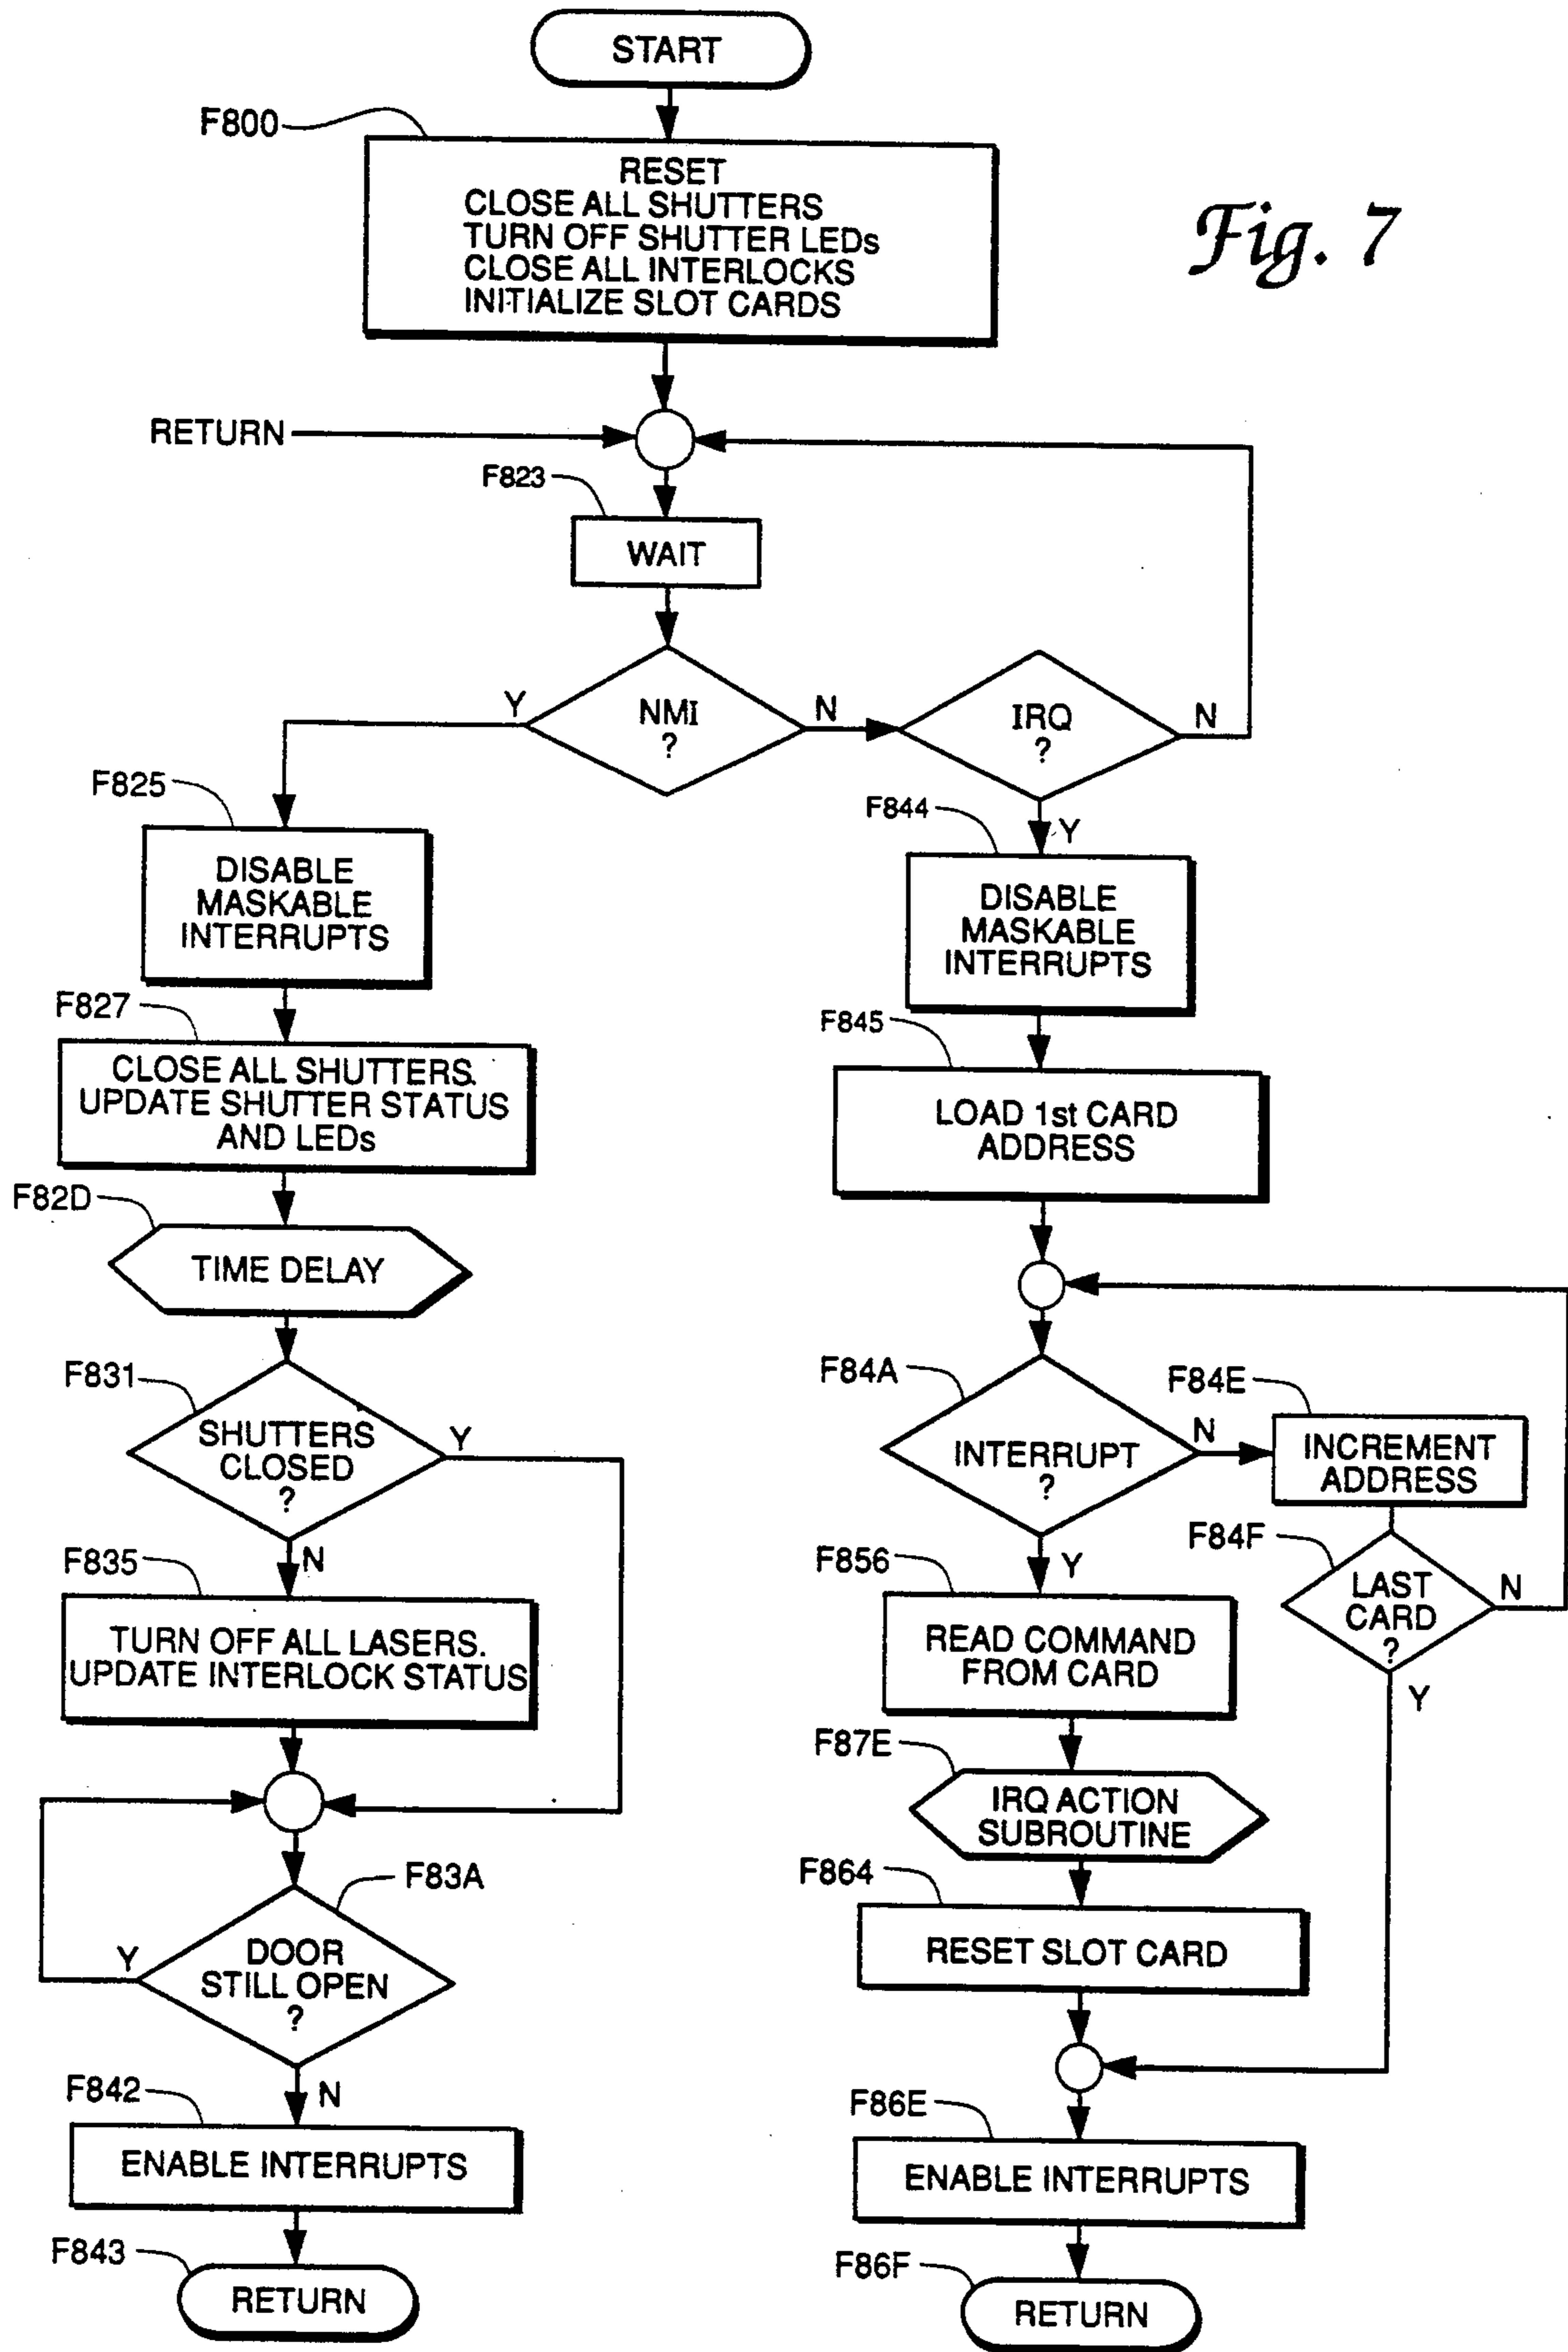 START
F800
RESET
CLOSE ALL SHUTTERS
TURN OFF SHUTTER LEDs
CLOSE ALL INTERLOCKS
INITIALIZE SLOT CARDS
Fig. 7
RETURN
F823
WAIT
Y
NMI
?
N
IRQ
?
N
F825
DISABLE
MASKABLE
INTERRUPTS
F827
CLOSE ALL SHUTTERS.
UPDATE SHUTTER STATUS
AND LEDs
F82D
TIME DELAY
F831
SHUTTERS
CLOSED
?
Y
N
F835
TURN OFF ALL LASERS.
UPDATE INTERLOCK STATUS
F83A
Y
DOOR
STILL OPEN
?
N
F842
ENABLE INTERRUPTS
F843
RETURN
F844
Y
DISABLE
MASKABLE
INTERRUPTS
F845
LOAD 1st CARD
ADDRESS
F84A
INTERRUPT
?
N
F84E
INCREMENT
ADDRESS
F84F
LAST
CARD
?
N
Y
Y
F856
READ COMMAND
FROM CARD
F87E
IRQ ACTION
SUBROUTINE
F864
RESET SLOT CARD
F86E
ENABLE INTERRUPTS
F86F
RETURN